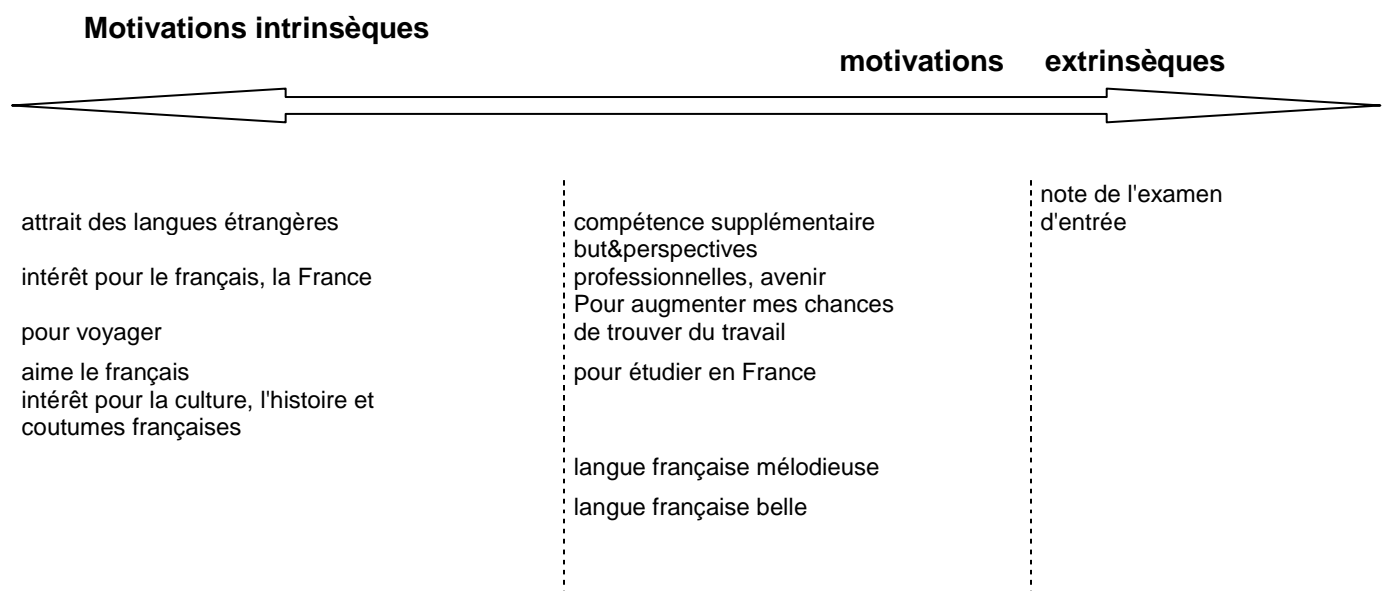 Motivations intrinsèques
motivations extrinsèques
attrait des langues étrangères
intérêt pour le français, la France
pour voyager
aime le français
intérêt pour la culture, l'histoire et
coutumes françaises
compétence supplémentaire
but&perspectives
professionnelles, avenir
Pour augmenter mes chances
de trouver du travail
pour étudier en France
langue française mélodieuse
langue française belle
note de l'examen
d'entrée